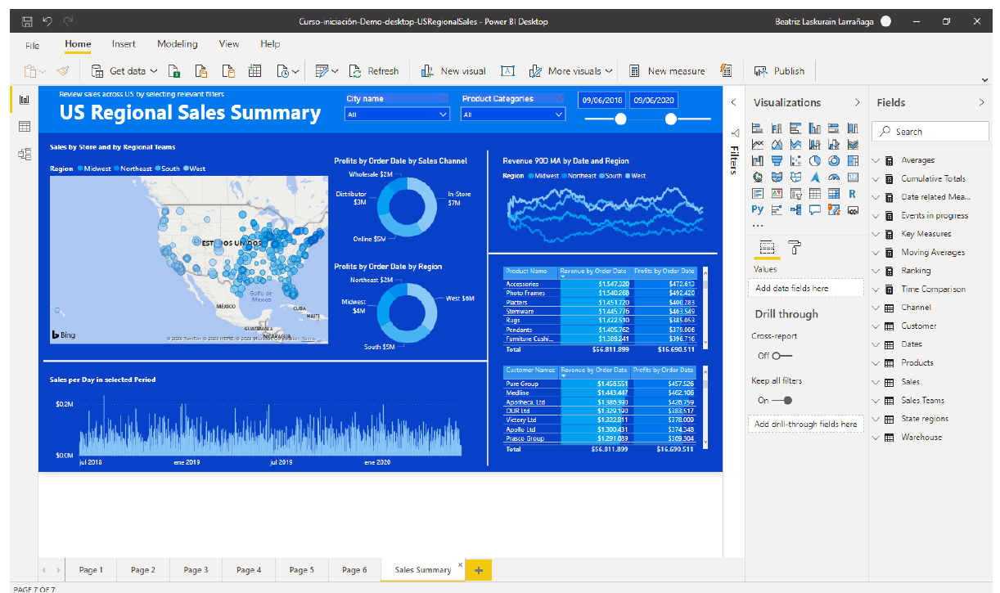 Curso-iniciación-Demo-desktop-USRegionalSales - Power BI Desktop
Beatriz Laskurain Larrañaga
File Home Insert Modeling View Help
Get data
Refresh
New visual
More visuals
New measure
Publish
Review sales across US by selecting relevant filters
US Regional Sales Summary
City name
All
Product Categories
All
09/06/2018 09/06/2020
Sales by Store and by Regional Teams
Region Midwest Northeast South West
ESTADOS UNIDOS
Golfo de
México
MÉXICO
CUBA
HAITÍ
GUATEMALA
NICARAGUA
Bing
© 2020 TomTom © 2020 HERE, © 2020 Microsoft Corporation Terms
Profits by Order Date by Sales Channel
Wholesale $2M
Distributor
$3M
In-Store
$7M
Online $5M
Profits by Order Date by Region
Northeast $2M
Midwest
$4M
West $6M
South $5M
Revenue 90D MA by Date and Region
Region Midwest Northeast South West
Product Name Revenue by Order Date Profits by Order Date
Accessories $1.547.320 $472.613
Photo Frames $1.540.268 $492.420
Platters $1.451.720 $400.283
Stemware $1.445.776 $463.549
Rugs $1.422.510 $385.053
Pendants $1.405.762 $379.006
Furniture Cushi... $1.389.241 $396.716
Total $56.811.899 $16.690.511
Customer Names Revenue by Order Date Profits by Order Date
Pure Group $1.456.551 $457.526
Medline $1.443.447 $462.106
Apotheca, Ltd $1.386.390 $426.759
OUR Ltd $1.329.190 $383.517
Victory Ltd $1.322.811 $378.009
Apollo Ltd $1.300.431 $374.348
Prasco Group $1.291.689 $369.304
Total $56.811.899 $16.690.511
Sales per Day in selected Period
$0,2M
$0,0M
jul 2018 ene 2019 jul 2019 ene 2020
Filters
Visualizations
R
Py
...
Values
Add data fields here
Drill through
Cross-report
Off
Keep all filters
On
Add drill-through fields here
Fields
Search
Averages
Cumulative Totals
Date related Mea...
Events in progress
Key Measures
Moving Averages
Ranking
Time Comparison
Channel
Customer
Dates
Products
Sales
Sales Teams
State regions
Warehouse
Page 1 Page 2 Page 3 Page 4 Page 5 Page 6 Sales Summary
PAGE 7 OF 7